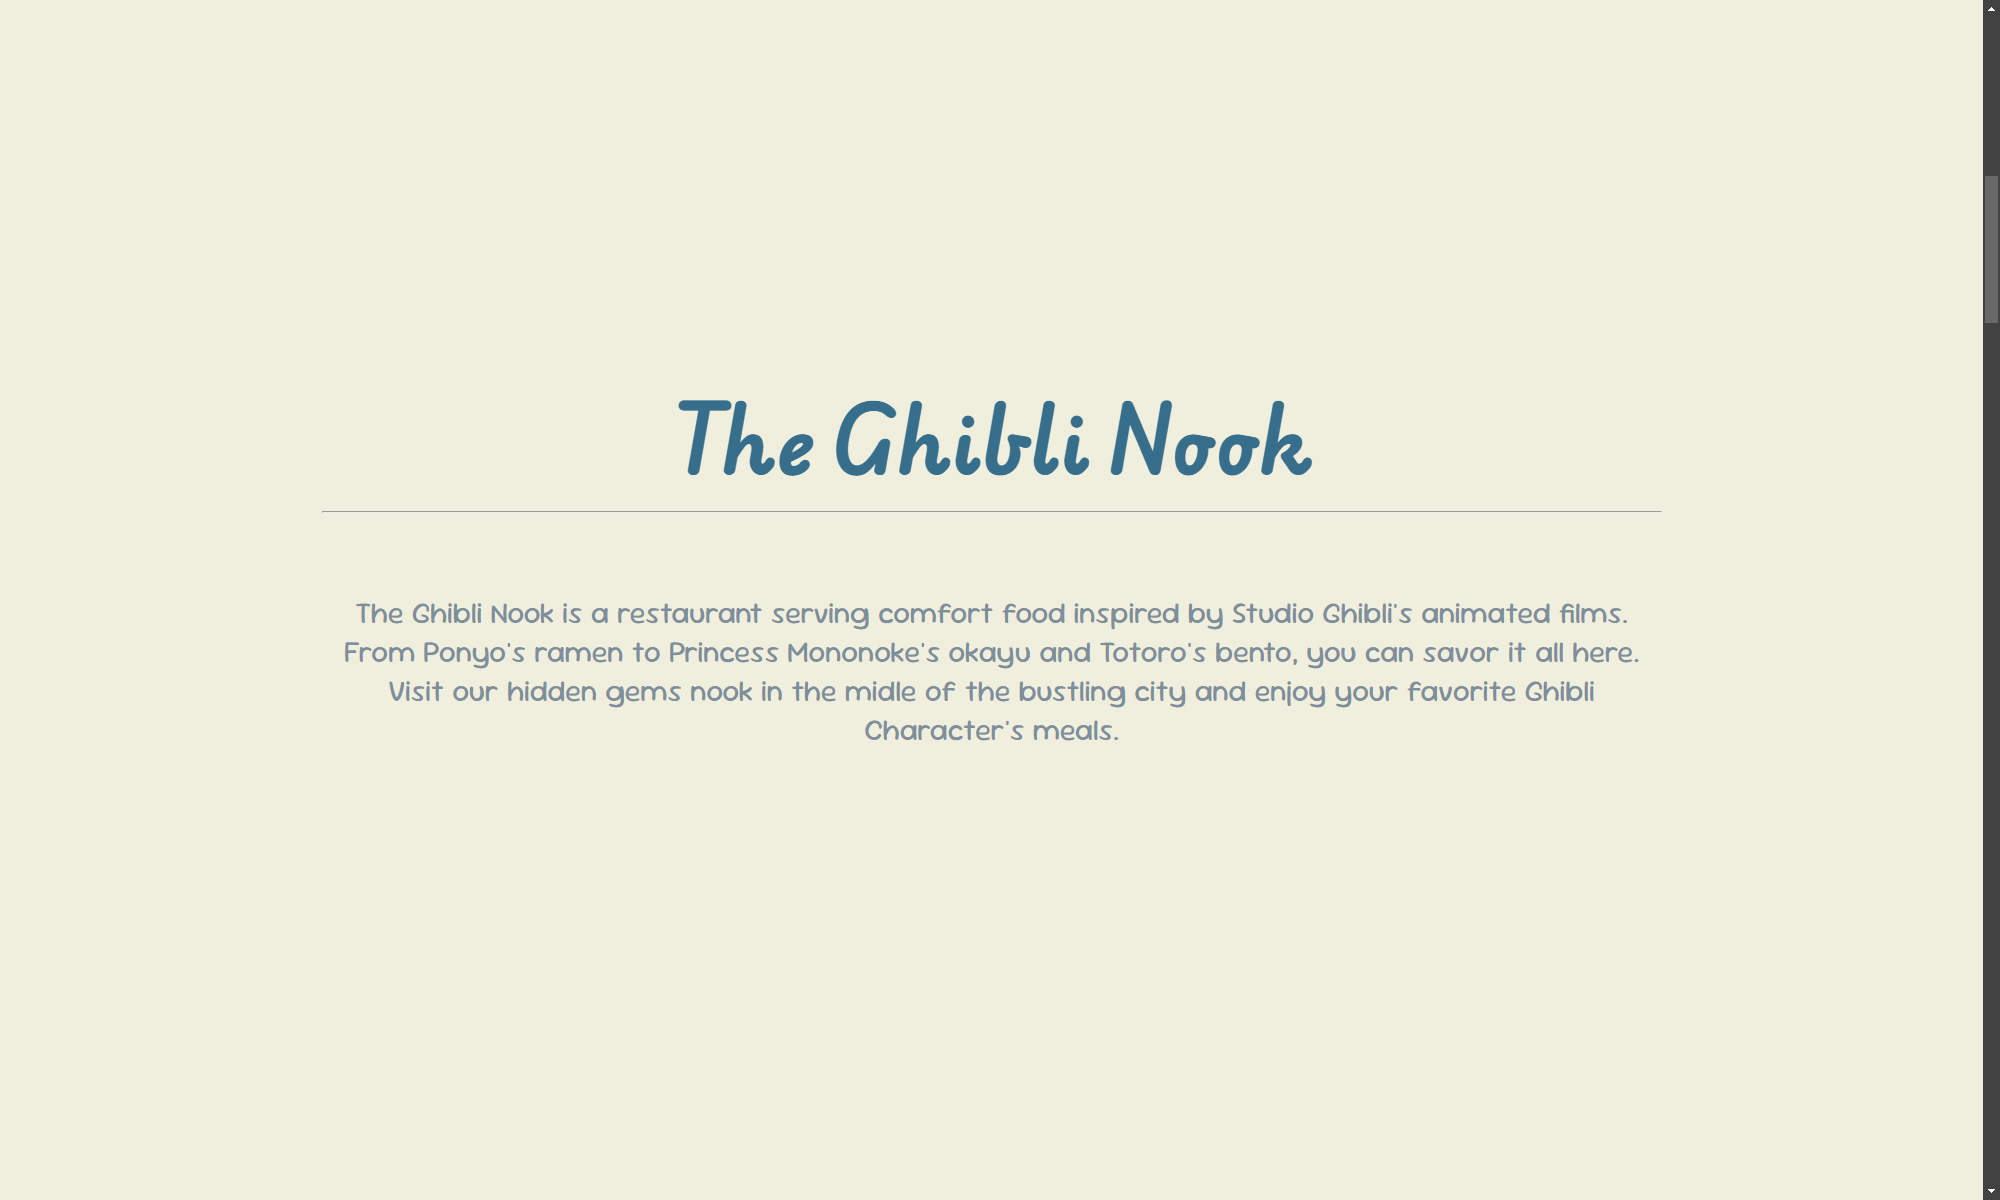 The Ghibli Nook
The Ghibli Nook is a restaurant serving comfort food inspired by Studio Ghibli's animated films.
From Ponyo's ramen to Princess Mononoke's okayu and Totoro's bento, you can savor it all here.
Visit our hidden gems nook in the midle of the bustling city and enjoy your favorite Ghibli
Character's meals.